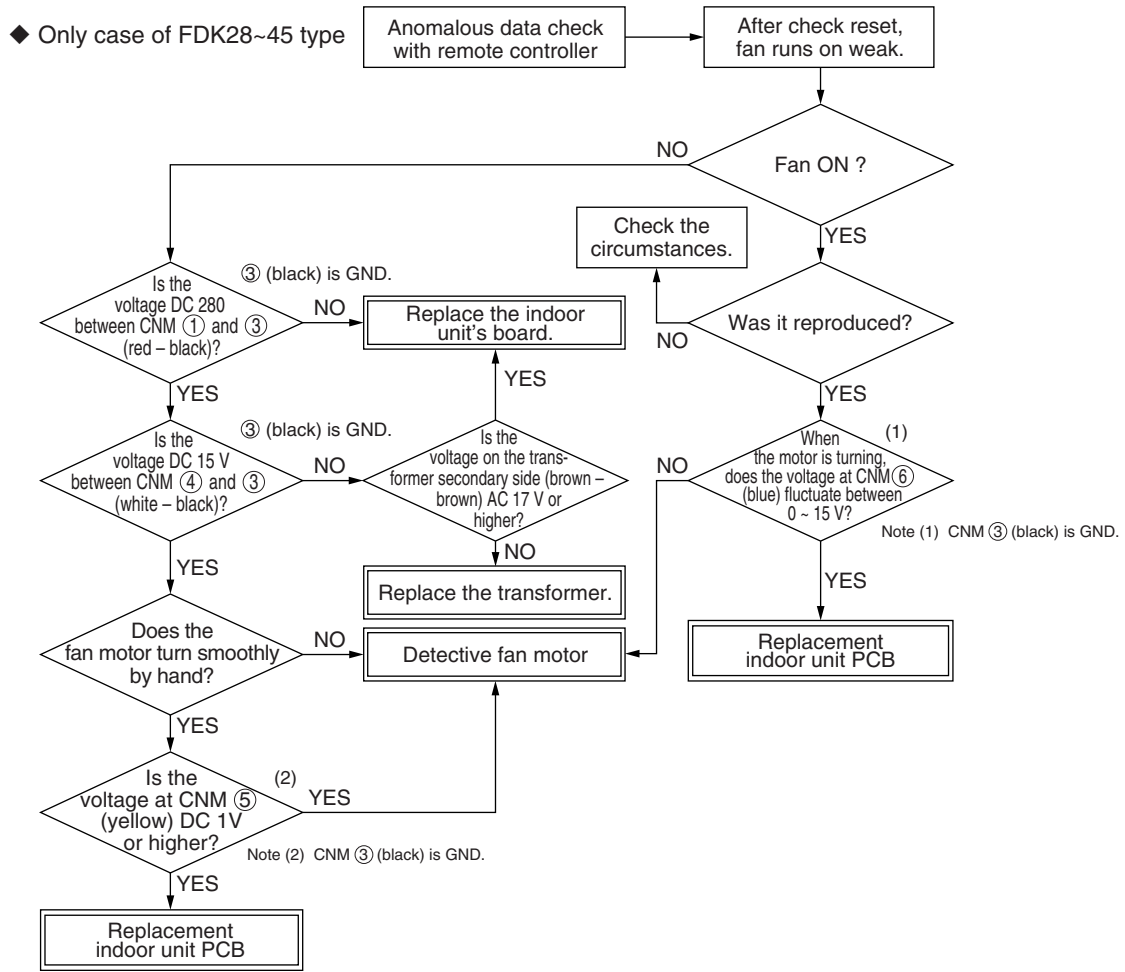 ◆ Only case of FDK28~45 type
Anomalous data check
with remote controller
After check reset,
fan runs on weak.
NO
Fan ON ?
YES
Check the
circumstances.
Was it reproduced?
NO
YES
Is the
voltage DC 280
between CNM ① and ③
(red – black)?
③ (black) is GND.
NO
Replace the indoor
unit's board.
YES
YES
Is the
voltage DC 15 V
between CNM ④ and ③
(white – black)?
③ (black) is GND.
NO
Is the
voltage on the trans-
former secondary side (brown –
brown) AC 17 V or
higher?
NO
Replace the transformer.
(1)
When
the motor is turning,
does the voltage at CNM⑥
(blue) fluctuate between
0 ~ 15 V?
NO
Note (1) CNM ③ (black) is GND.
YES
Replacement
indoor unit PCB
YES
Does the
fan motor turn smoothly
by hand?
NO
Detective fan motor
YES
Is the
voltage at CNM ⑤
(yellow) DC 1V
or higher?
(2)
YES
Note (2) CNM ③ (black) is GND.
YES
Replacement
indoor unit PCB